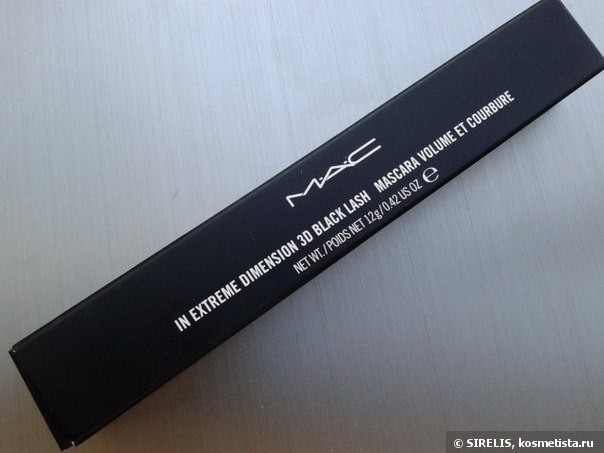 MAC
IN EXTREME DIMENSION 3D BLACK LASH MASCARA VOLUME ET COURBURE
NET WT./POIDS NET 12g/0.42 US OZ ℮
© SIRELIS, kosmetista.ru